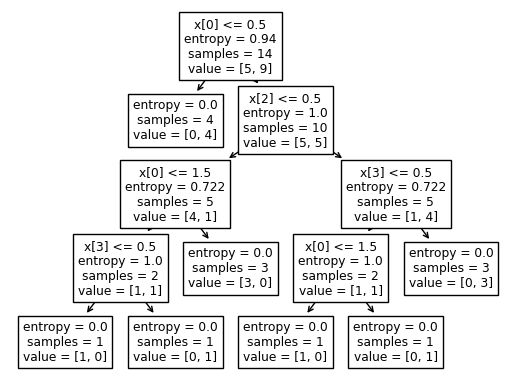 x[0] <= 0.5
entropy = 0.94
samples = 14
value = [5, 9]
entropy = 0.0
samples = 4
value = [0, 4]
x[2] <= 0.5
entropy = 1.0
samples = 10
value = [5, 5]
x[0] <= 1.5
entropy = 0.722
samples = 5
value = [4, 1]
x[3] <= 0.5
entropy = 0.722
samples = 5
value = [1, 4]
x[3] <= 0.5
entropy = 1.0
samples = 2
value = [1, 1]
entropy = 0.0
samples = 3
value = [3, 0]
x[0] <= 1.5
entropy = 1.0
samples = 2
value = [1, 1]
entropy = 0.0
samples = 3
value = [0, 3]
entropy = 0.0
samples = 1
value = [1, 0]
entropy = 0.0
samples = 1
value = [0, 1]
entropy = 0.0
samples = 1
value = [1, 0]
entropy = 0.0
samples = 1
value = [0, 1]